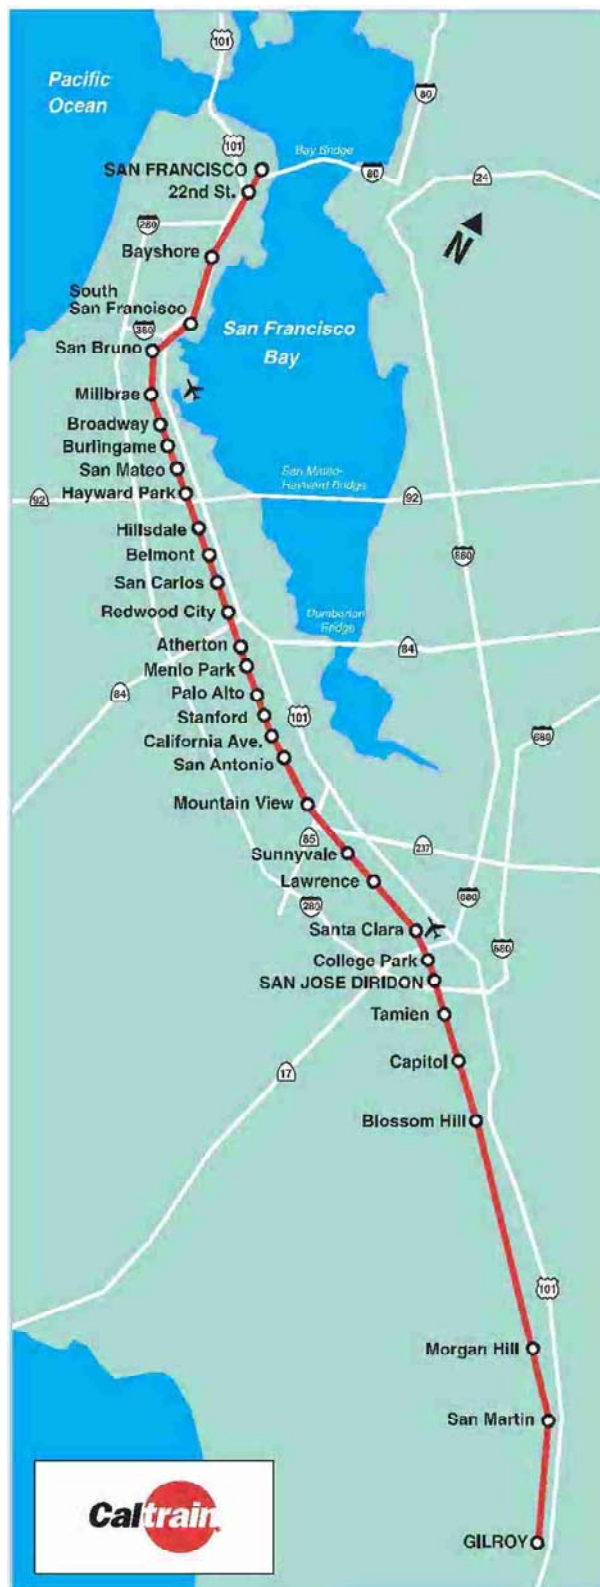 101
Pacific
Ocean
80
101
Bay Bridge
SAN FRANCISCO
80
24
22nd St.
280
N
Bayshore
South
San Francisco
San Francisco
Bay
380
San Bruno
Millbrae
Broadway
Burlingame
San Mateo
San Mateo-
Hayward Bridge
Hayward Park
92
92
Hillsdale
Belmont
880
San Carlos
Redwood City
Dumbarton
Bridge
Atherton
84
Menlo Park
84
Palo Alto
Stanford
101
California Ave.
680
San Antonio
Mountain View
85
237
Sunnyvale
Lawrence
280
880
Santa Clara
680
College Park
SAN JOSE DIRIDON
Tamien
Capitol
17
Blossom Hill
101
Morgan Hill
San Martin
Caltrain
GILROY